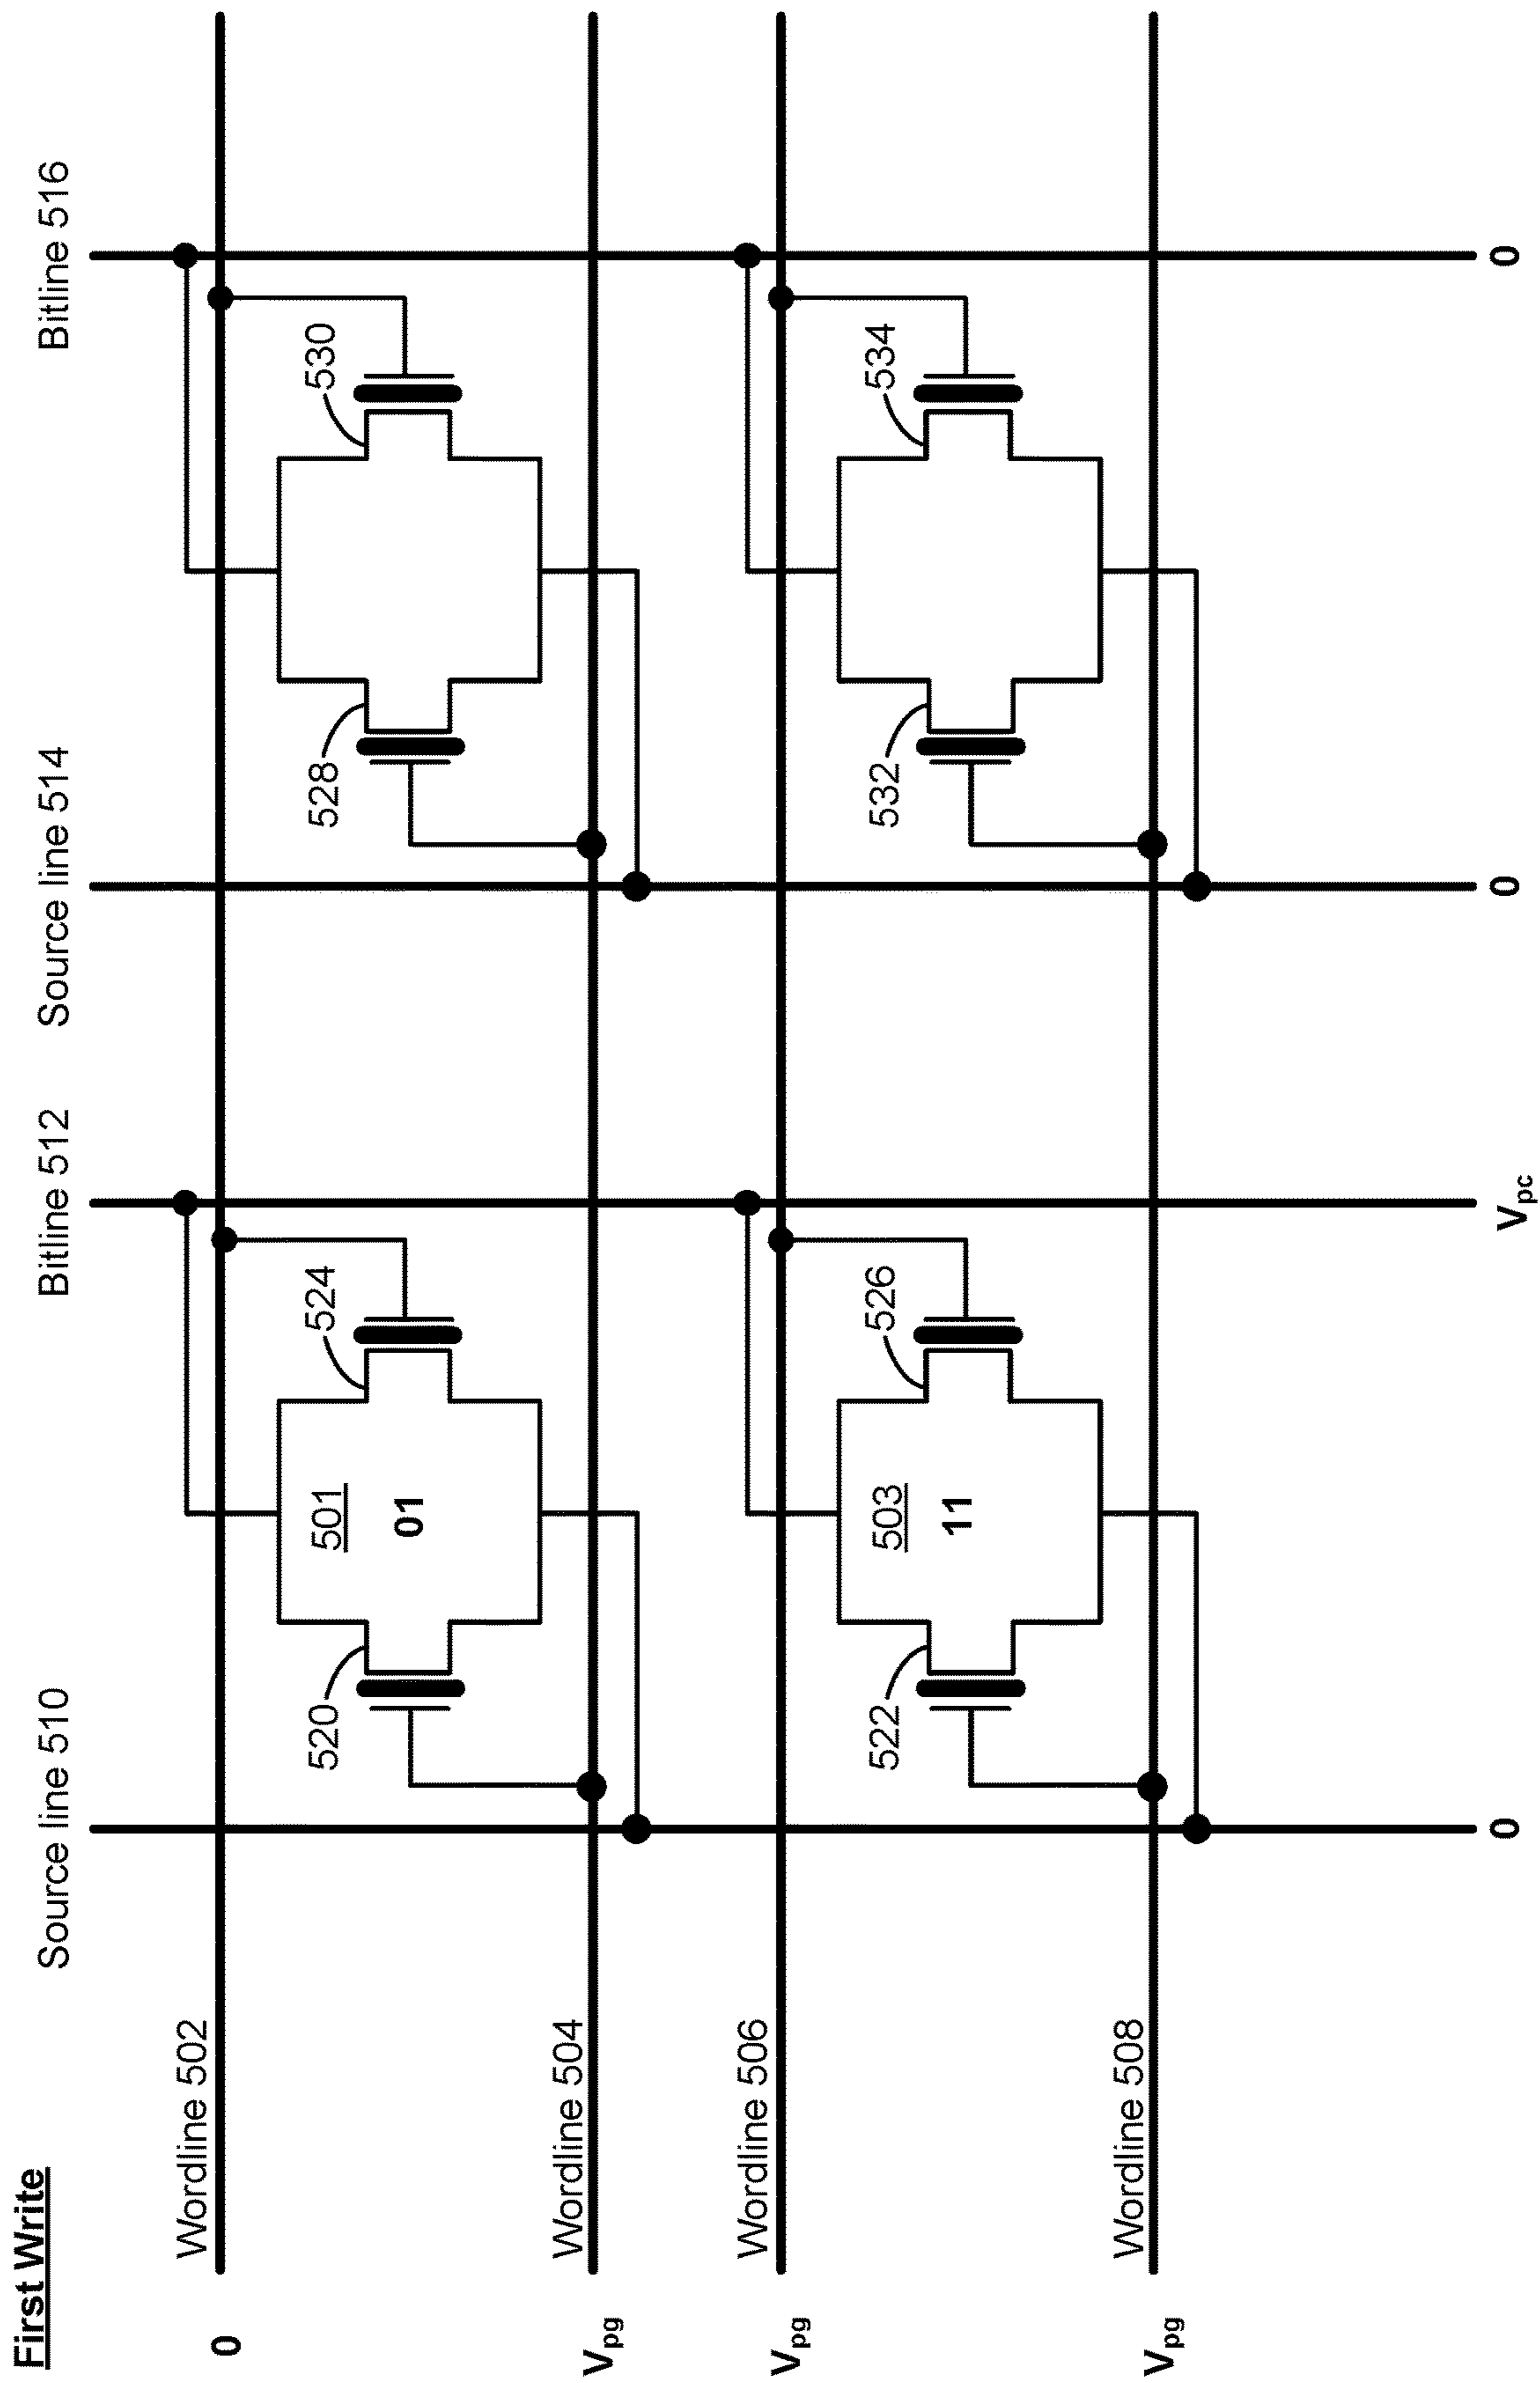 First Write
Source line 510
Bitline 512
Source line 514
Bitline 516
Wordline 502
0
520
501
01
524
528
530
Wordline 504
Vpg
Wordline 506
Vpg
522
503
11
526
532
534
Wordline 508
Vpg
0
Vpc
0
0